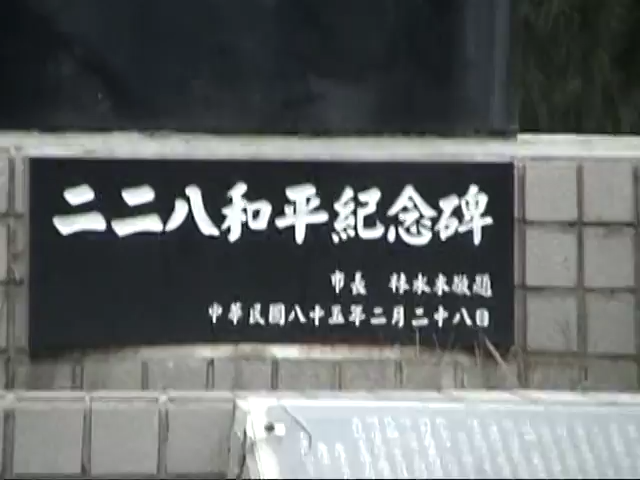 二二八和平紀念碑
市長 林水木敬題
中華民國八十五年二月二十八日